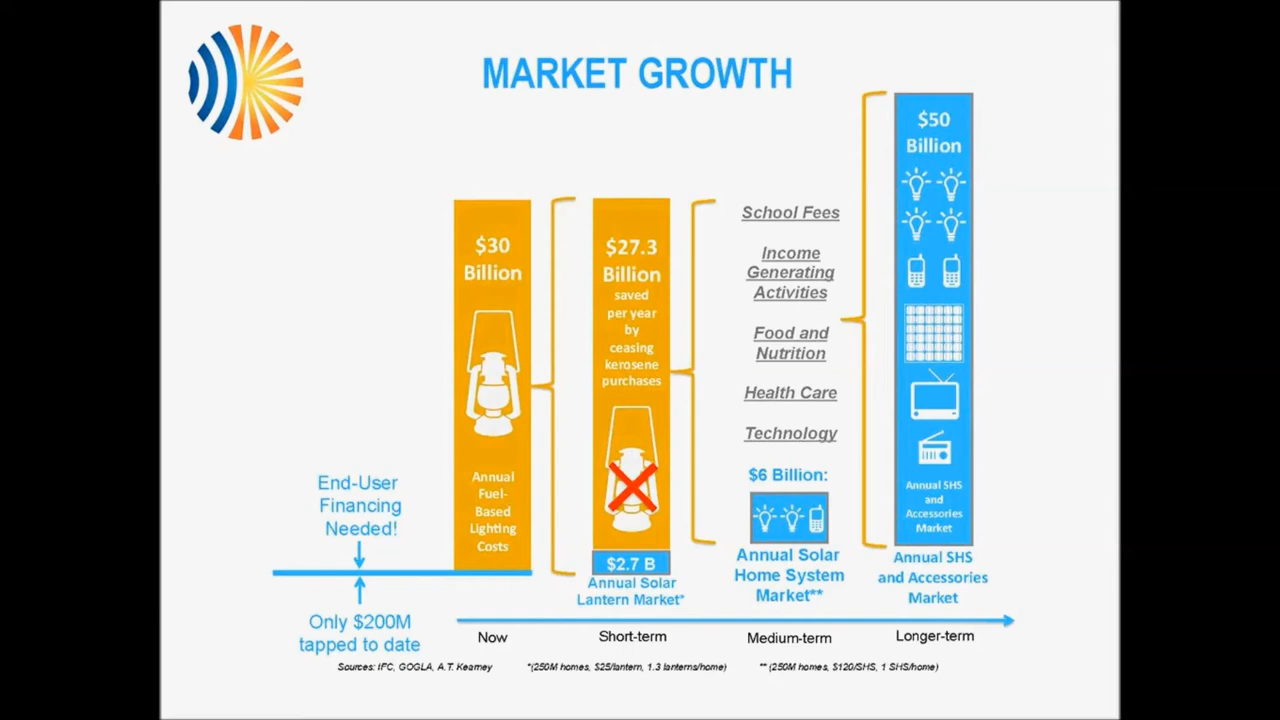 MARKET GROWTH
$30
Billion
Annual
Fuel-
Based
Lighting
Costs
$27.3
Billion
saved
per year
by
ceasing
kerosene
purchases
$2.7 B
Annual Solar
Lantern Market*
School Fees
Income
Generating
Activities
Food and
Nutrition
Health Care
Technology
$6 Billion:
Annual Solar
Home System
Market**
$50
Billion
Annual SHS
and
Accessories
Market
Annual SHS
and Accessories
Market
End-User
Financing
Needed!
Only $200M
tapped to date
Now
Short-term
Medium-term
Longer-term
Sources: IFC, GOGLA, A.T. Kearney
*(250M homes, $25/lantern, 1.3 lanterns/home)
** (250M homes, $120/SHS, 1 SHS/home)